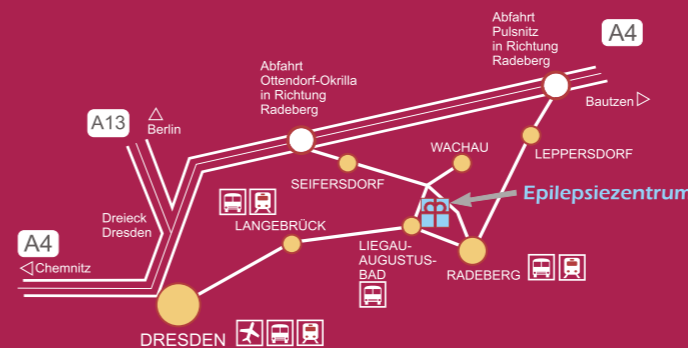 Abfahrt
Pulsnitz
in Richtung
Radeberg
A4
Abfahrt
Ottendorf-Okrilla
in Richtung
Radeberg
Bautzen
A13
Berlin
WACHAU
LEPPERSDORF
SEIFERSDORF
Epilepsiezentrum
Dreieck
Dresden
LANGEBRÜCK
A4
Chemnitz
LIEGAU-
AUGUSTUS-
BAD
RADEBERG
DRESDEN